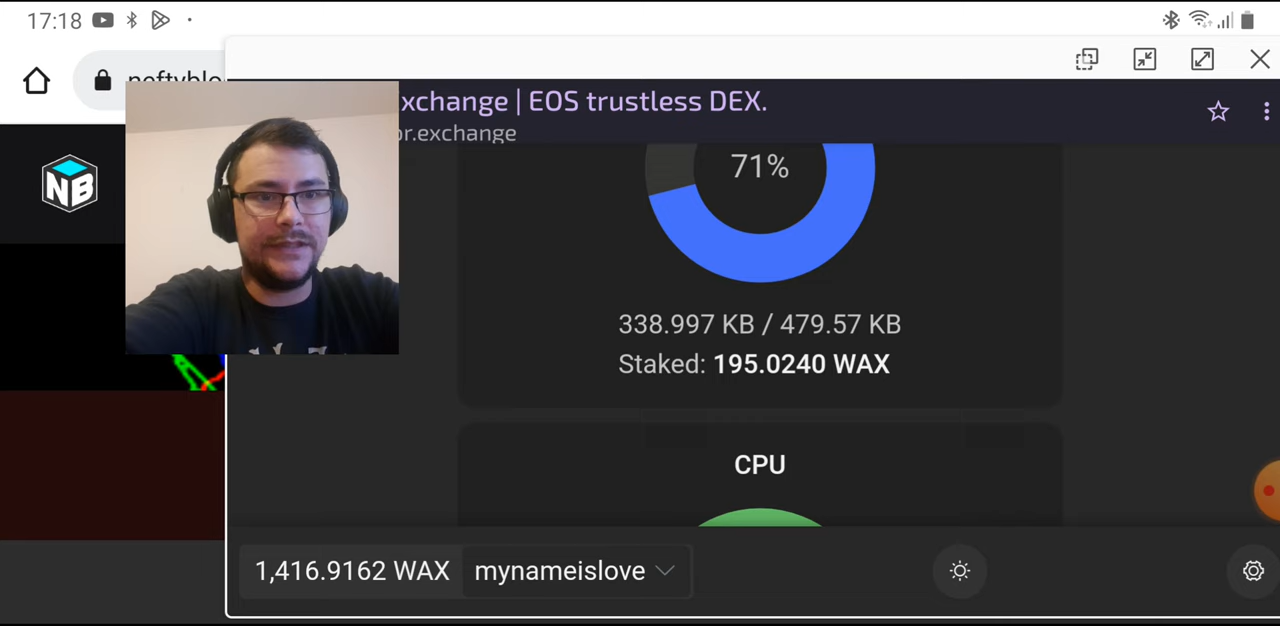 17:18
neftyblo
xchange | EOS trustless DEX.
or.exchange
NB
71%
338.997 KB / 479.57 KB
Staked: 195.0240 WAX
CPU
1,416.9162 WAX
mynameislove